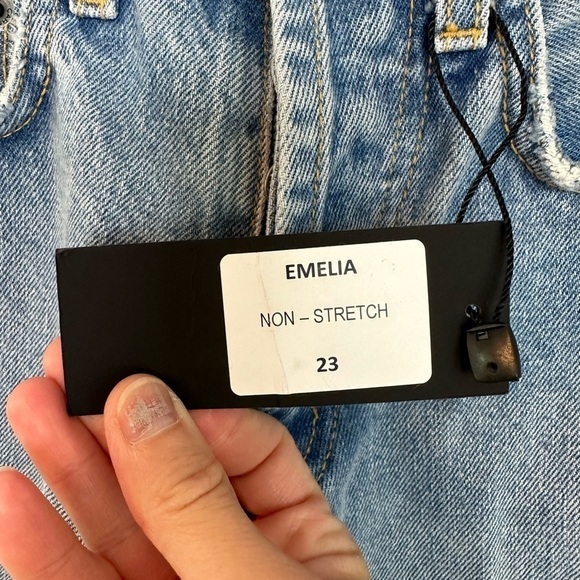 EMELIA
NON – STRETCH
23